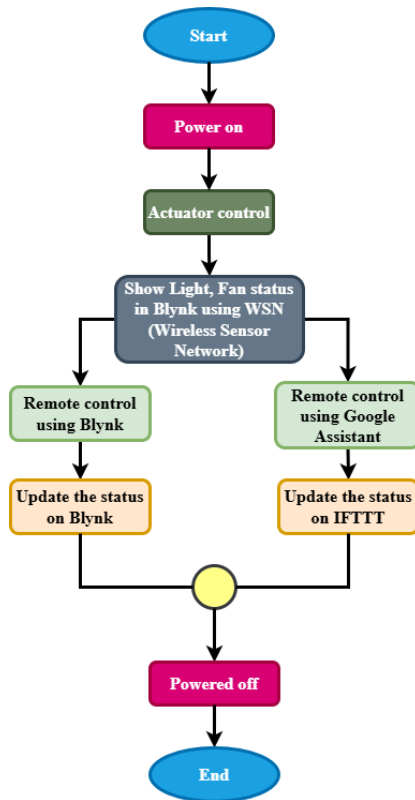 Start
Power on
Actuator control
Show Light, Fan status
in Blynk using WSN
(Wireless Sensor
Network)
Remote control
using Blynk
Remote control
using Google
Assistant
Update the status
on Blynk
Update the status
on IFTTT
Powered off
End